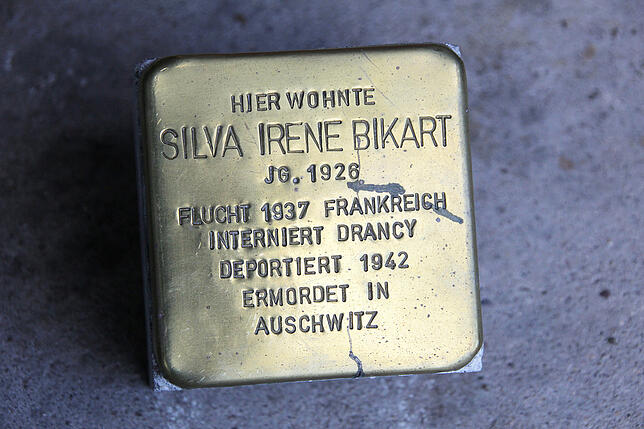 HIER WOHNTE
SILVA IRENE BIKART
JG. 1926
FLUCHT 1937 FRANKREICH
INTERNIERT DRANCY
DEPORTIERT 1942
ERMORDET IN
AUSCHWITZ